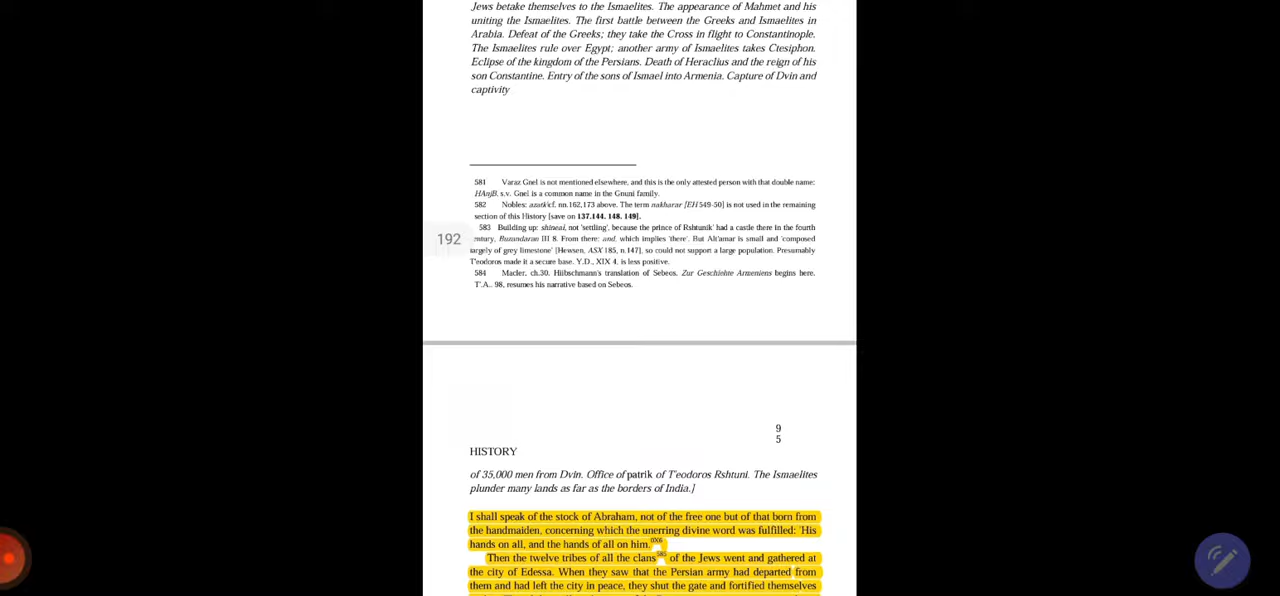 Jews betake themselves to the Ismaelites. The appearance of Mahmet and his
uniting the Ismaelites. The first battle between the Greeks and Ismaelites in
Arabia. Defeat of the Greeks; they take the Cross in flight to Constantinople.
The Ismaelites rule over Egypt; another army of Ismaelites takes Ctesiphon.
Eclipse of the kingdom of the Persians. Death of Heraclius and the reign of his
son Constantine. Entry of the sons of Ismael into Armenia. Capture of Dvin and
captivity
581 Varaz Gnel is not mentioned elsewhere, and this is the only attested person with that double name;
HAnjB. s.v. Gnel is a common name in the Gnuni family.
582 Nobles: azatk'cf. nn.162,173 above. The term nakharar [EH 549-50] is not used in the remaining
section of this History [save on 137.144. 148. 149].
583 Building up: shineal, not 'settling', because the prince of Rshtunik' had a castle there in the fourth
entury, Buzandaran III 8. From there: and, which implies 'there'. But Alt'amar is small and 'composed
argely of grey limestone' [Hewsen, ASX 185, n.147], so could not support a large population. Presumably
T'eodoros made it a secure base. Y.D., XIX 4, is less positive.
192
584 Macler, ch.30. Hübschmann's translation of Sebeos, Zur Geschichte Armeniens begins here.
T'.A.. 98, resumes his narrative based on Sebeos.
9
5
HISTORY
of 35,000 men from Dvin. Office of patrik of T'eodoros Rshtuni. The Ismaelites
plunder many lands as far as the borders of India.]
I shall speak of the stock of Abraham, not of the free one but of that born from
the handmaiden, concerning which the unerring divine word was fulfilled: 'His
hands on all, and the hands of all on him.
Then the twelve tribes of all the clans585 of the Jews went and gathered at
the city of Edessa. When they saw that the Persian army had departed from
them and had left the city in peace, they shut the gate and fortified themselves